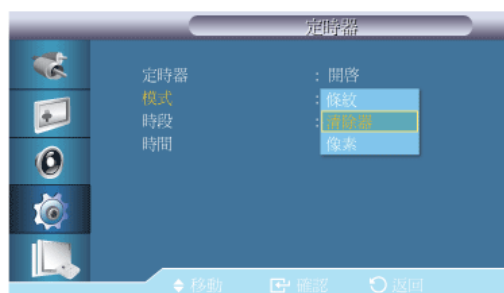 定時器
定時器 : 開啓
模式 : 條紋
時段 : 清除器
時間 像素
移動 確認 返回